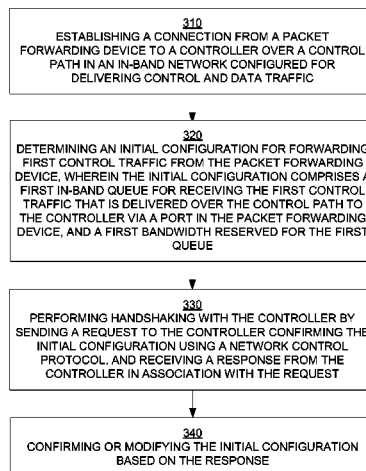 310
ESTABLISHING A CONNECTION FROM A PACKET
FORWARDING DEVICE TO A CONTROLLER OVER A CONTROL
PATH IN AN IN-BAND NETWORK CONFIGURED FOR
DELIVERING CONTROL AND DATA TRAFFIC
320
DETERMINING AN INITIAL CONFIGURATION FOR FORWARDING
FIRST CONTROL TRAFFIC FROM THE PACKET FORWARDING
DEVICE, WHEREIN THE INITIAL CONFIGURATION COMPRISES A
FIRST IN-BAND QUEUE FOR RECEIVING THE FIRST CONTROL
TRAFFIC THAT IS DELIVERED OVER THE CONTROL PATH TO
THE CONTROLLER VIA A PORT IN THE PACKET FORWARDING
DEVICE, AND A FIRST BANDWIDTH RESERVED FOR THE FIRST
QUEUE
330
PERFORMING HANDSHAKING WITH THE CONTROLLER BY
SENDING A REQUEST TO THE CONTROLLER CONFIRMING THE
INITIAL CONFIGURATION USING A NETWORK CONTROL
PROTOCOL, AND RECEIVING A RESPONSE FROM THE
CONTROLLER IN ASSOCIATION WITH THE REQUEST
340
CONFIRMING OR MODIFYING THE INITIAL CONFIGURATION
BASED ON THE RESPONSE